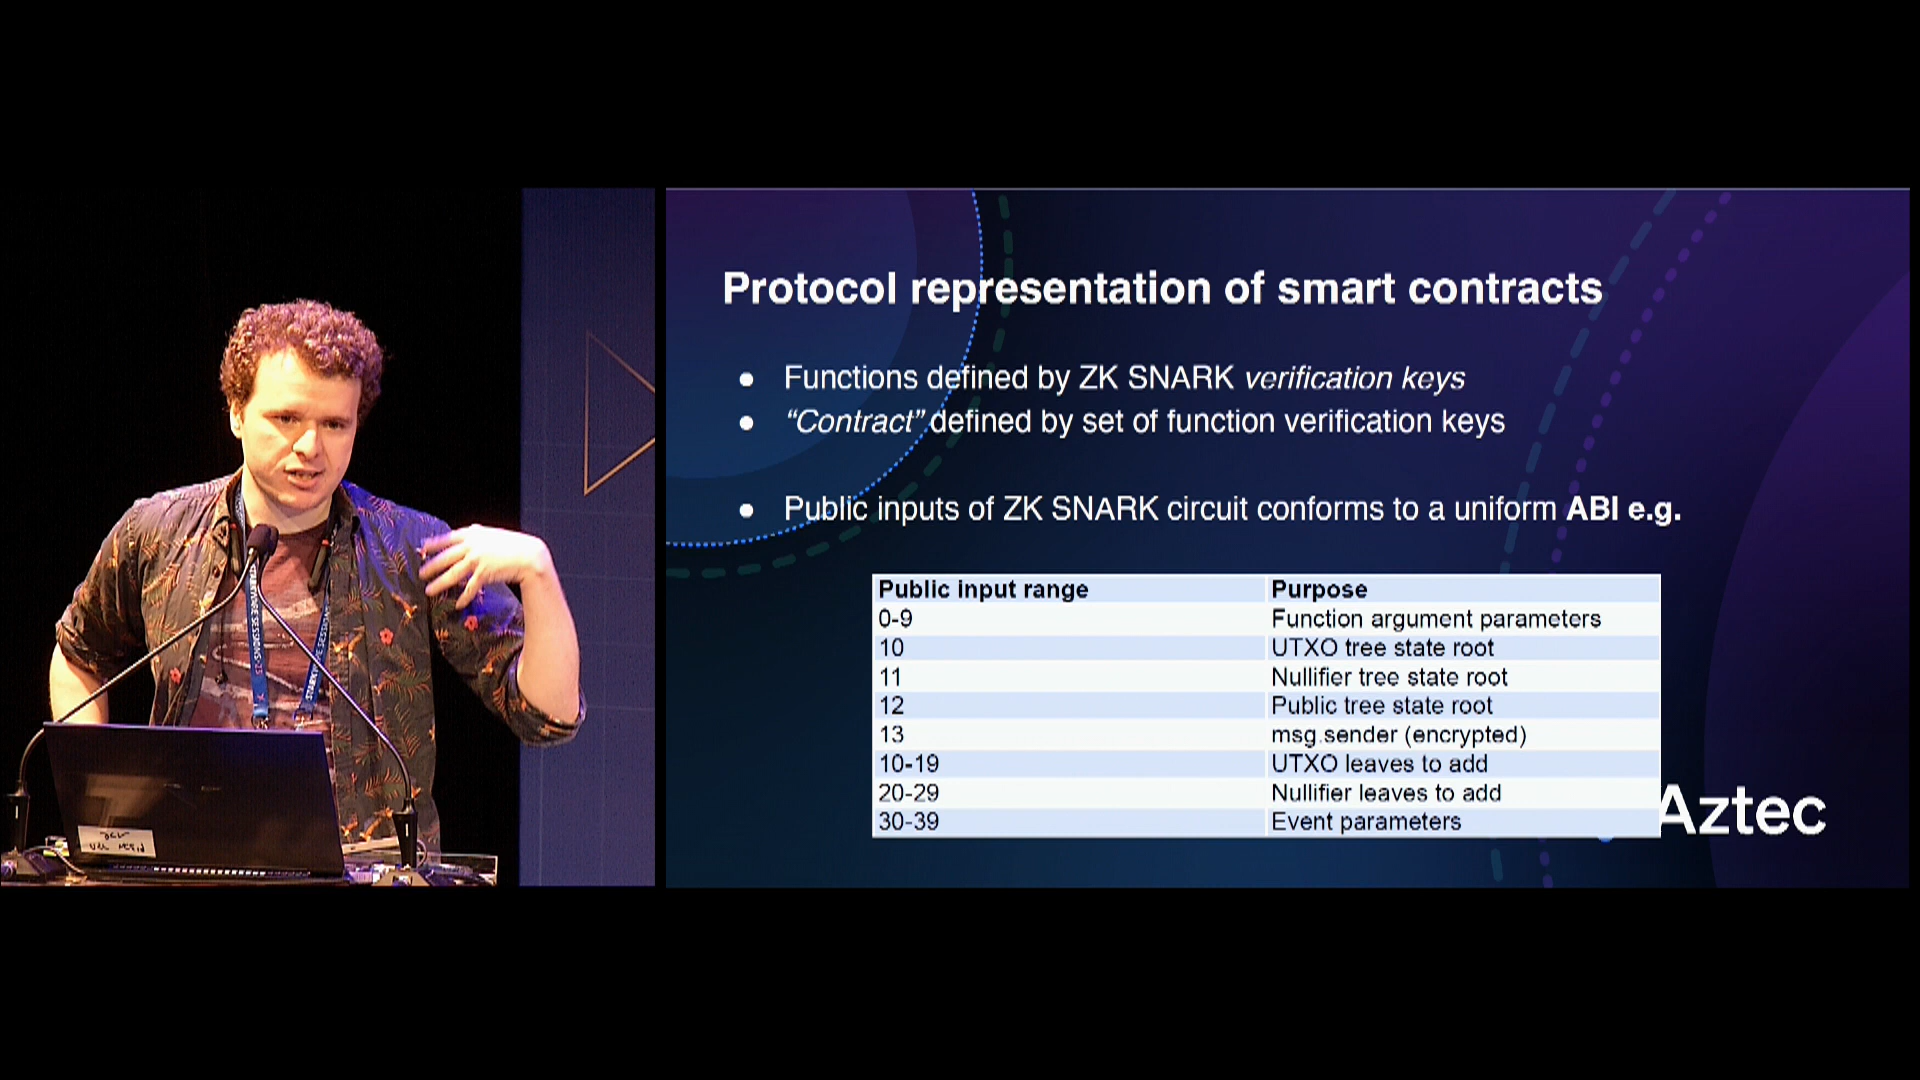 Protocol representation of smart contracts
● Functions defined by ZK SNARK verification keys
● “Contract” defined by set of function verification keys
● Public inputs of ZK SNARK circuit conforms to a uniform ABI e.g.
Public input range Purpose
0-9 Function argument parameters
10 UTXO tree state root
11 Nullifier tree state root
12 Public tree state root
13 msg.sender (encrypted)
10-19 UTXO leaves to add
20-29 Nullifier leaves to add
30-39 Event parameters
Aztec